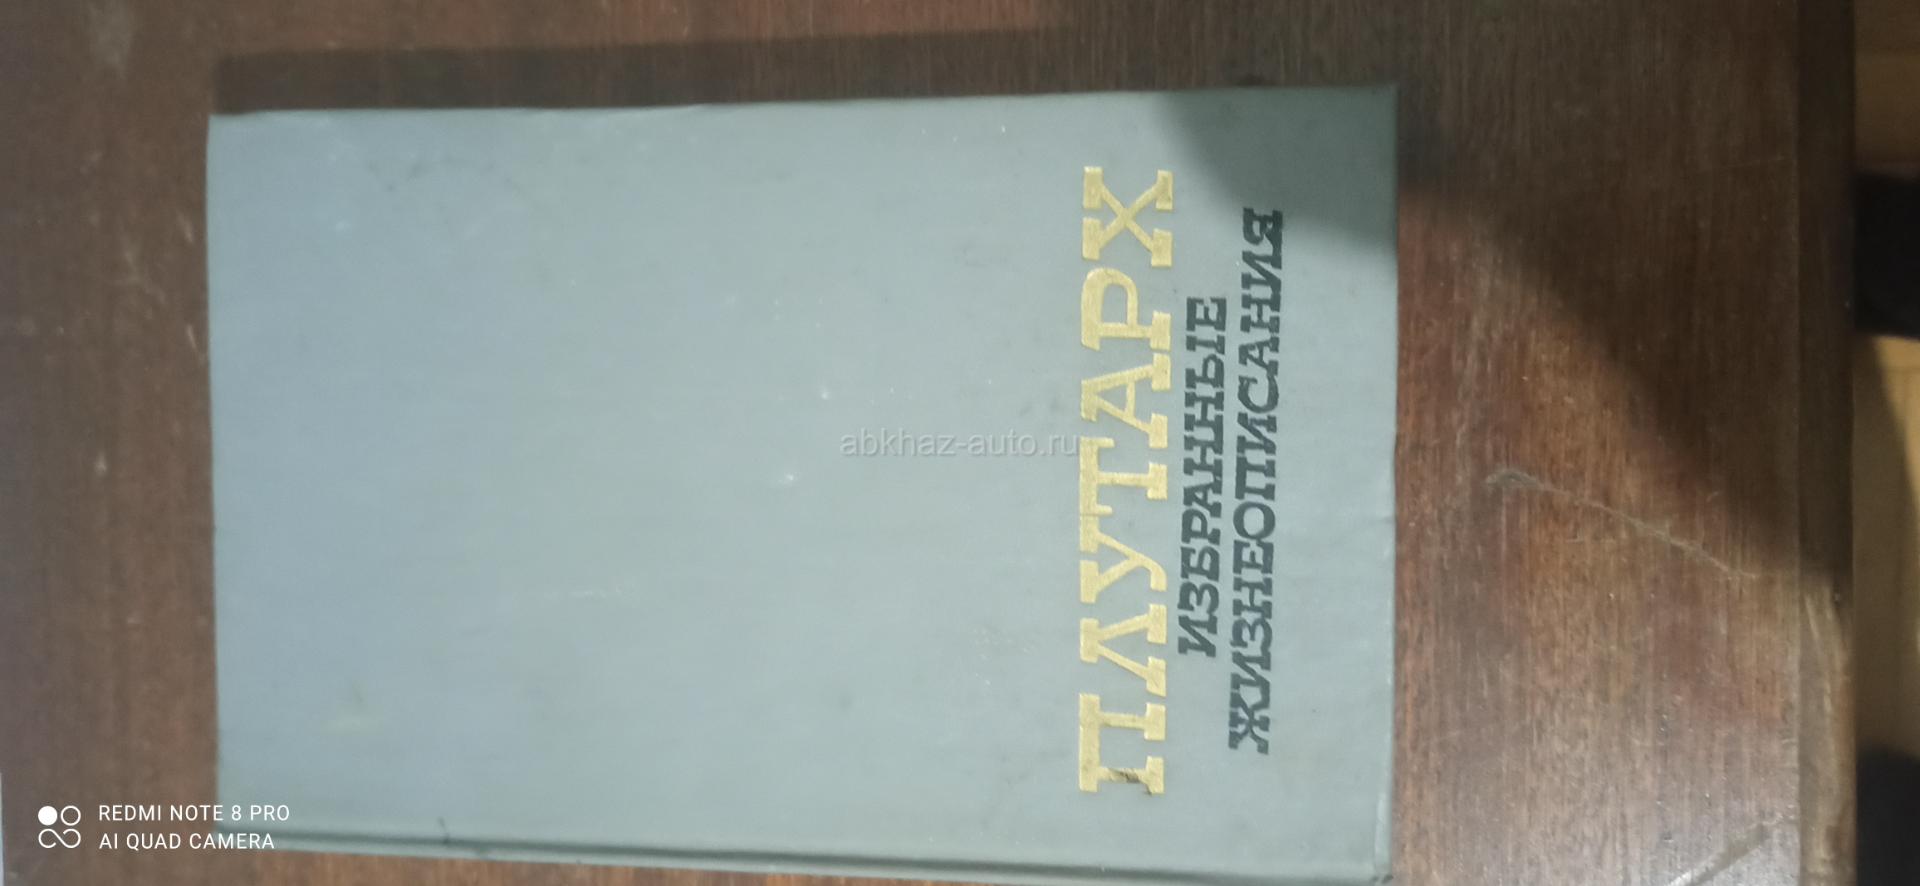 ПЛУТАРХ
ИЗБРАННЫЕ
ЖИЗНЕОПИСАНИЯ
abkhaz-auto.ru
REDMI NOTE 8 PRO
AI QUAD CAMERA